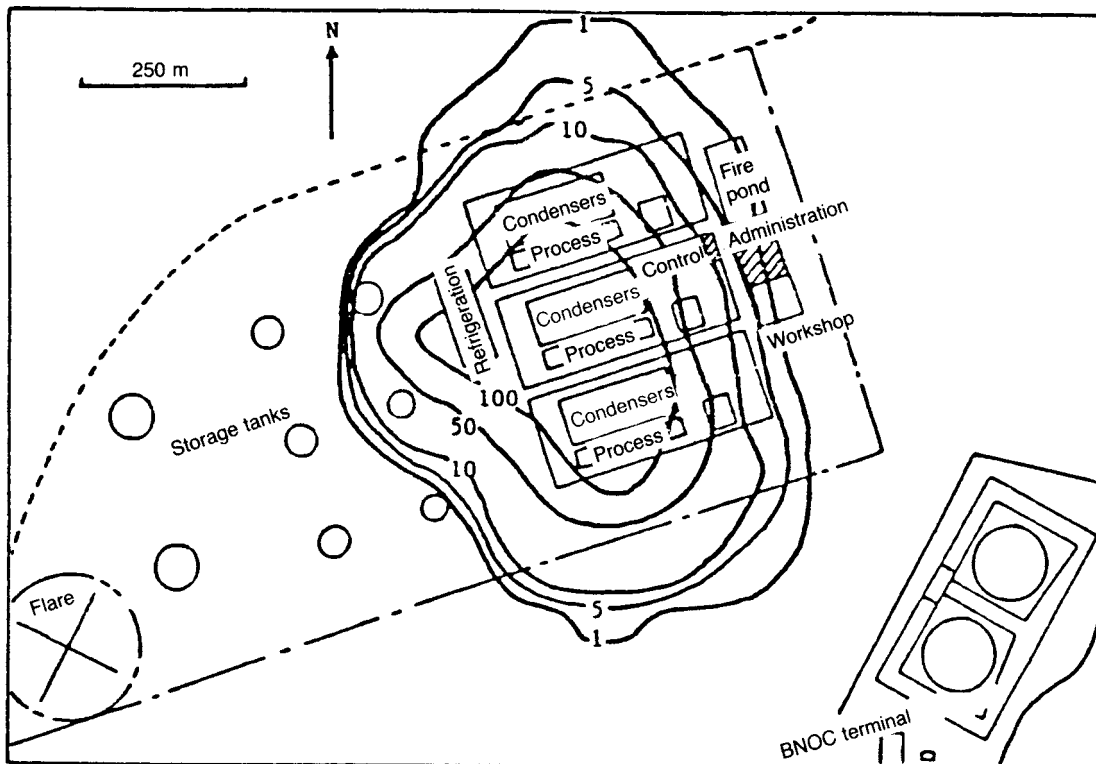 1
N
250 m
5
10
Fire
pond
Condensers
Process
Administration
Control
Refrigeration
Condensers
Process
Workshop
100
Condensers
Storage tanks
50
Process
10
Flare
5
1
BNOC terminal